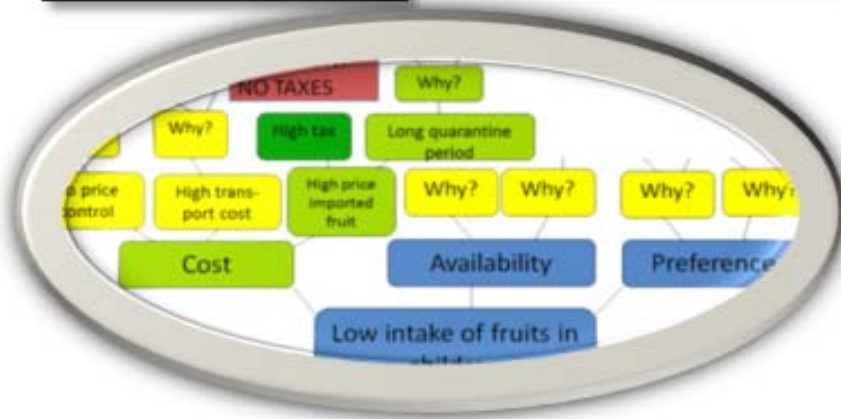 NO TAXES
Why?
Why?
High tax
Long quarantine
period
price
control
High trans-
port cost
High price
imported
fruit
Why?
Why?
Why?
Why?
Cost
Availability
Preference
Low intake of fruits in